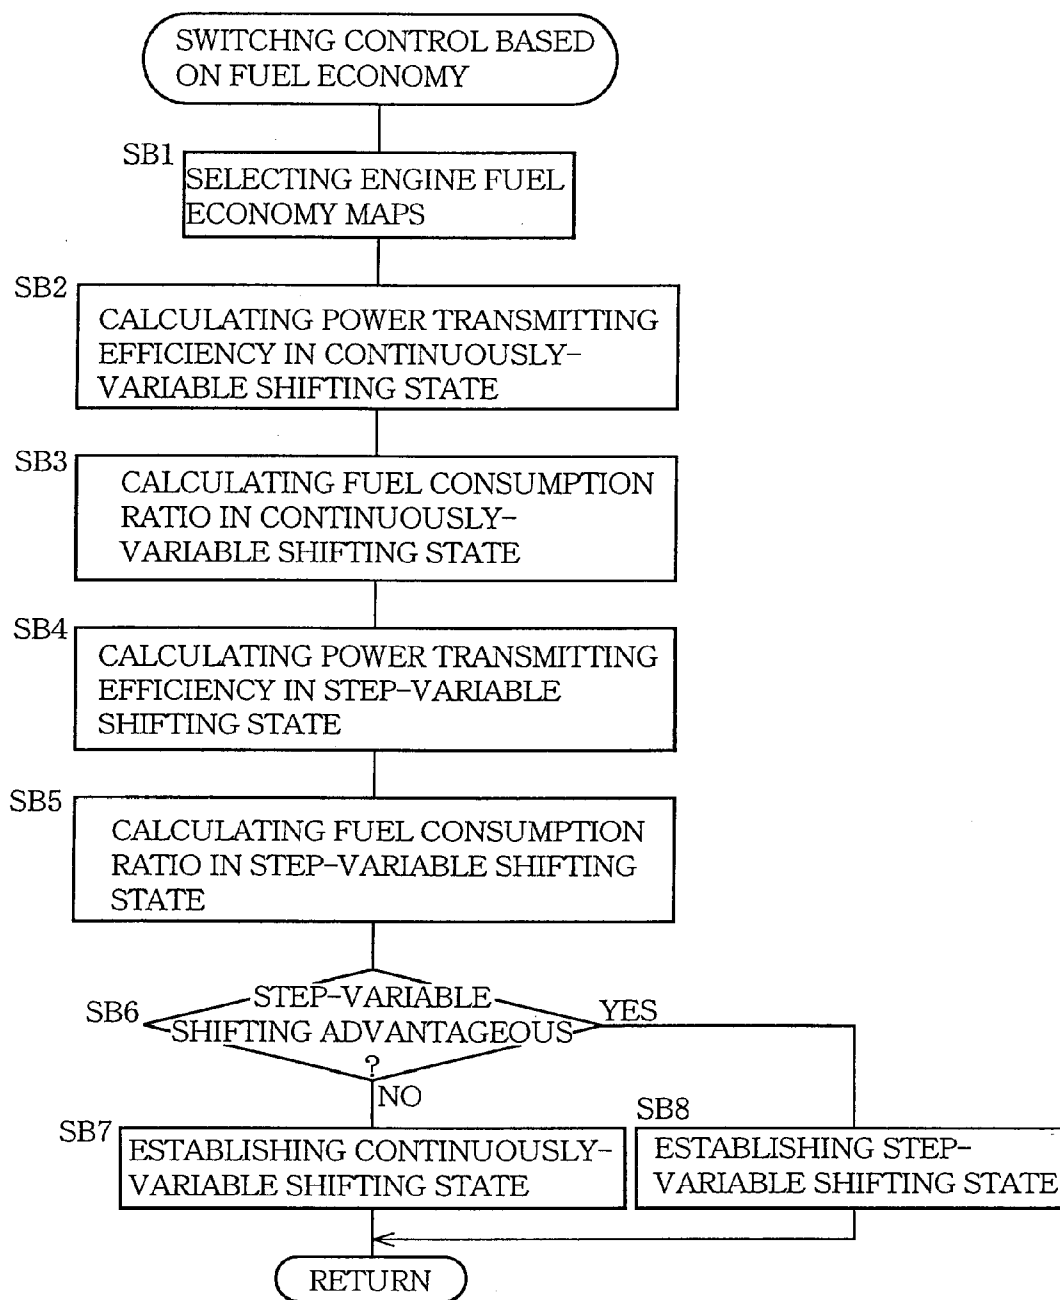 SWITCHNG CONTROL BASED
ON FUEL ECONOMY
SB1
SELECTING ENGINE FUEL
ECONOMY MAPS
SB2
CALCULATING POWER TRANSMITTING
EFFICIENCY IN CONTINUOUSLY-
VARIABLE SHIFTING STATE
SB3
CALCULATING FUEL CONSUMPTION
RATIO IN CONTINUOUSLY-
VARIABLE SHIFTING STATE
SB4
CALCULATING POWER TRANSMITTING
EFFICIENCY IN STEP-VARIABLE
SHIFTING STATE
SB5
CALCULATING FUEL CONSUMPTION
RATIO IN STEP-VARIABLE SHIFTING
STATE
SB6
STEP-VARIABLE
SHIFTING ADVANTAGEOUS
?
YES
NO
SB7
ESTABLISHING CONTINUOUSLY-
VARIABLE SHIFTING STATE
SB8
ESTABLISHING STEP-
VARIABLE SHIFTING STATE
RETURN